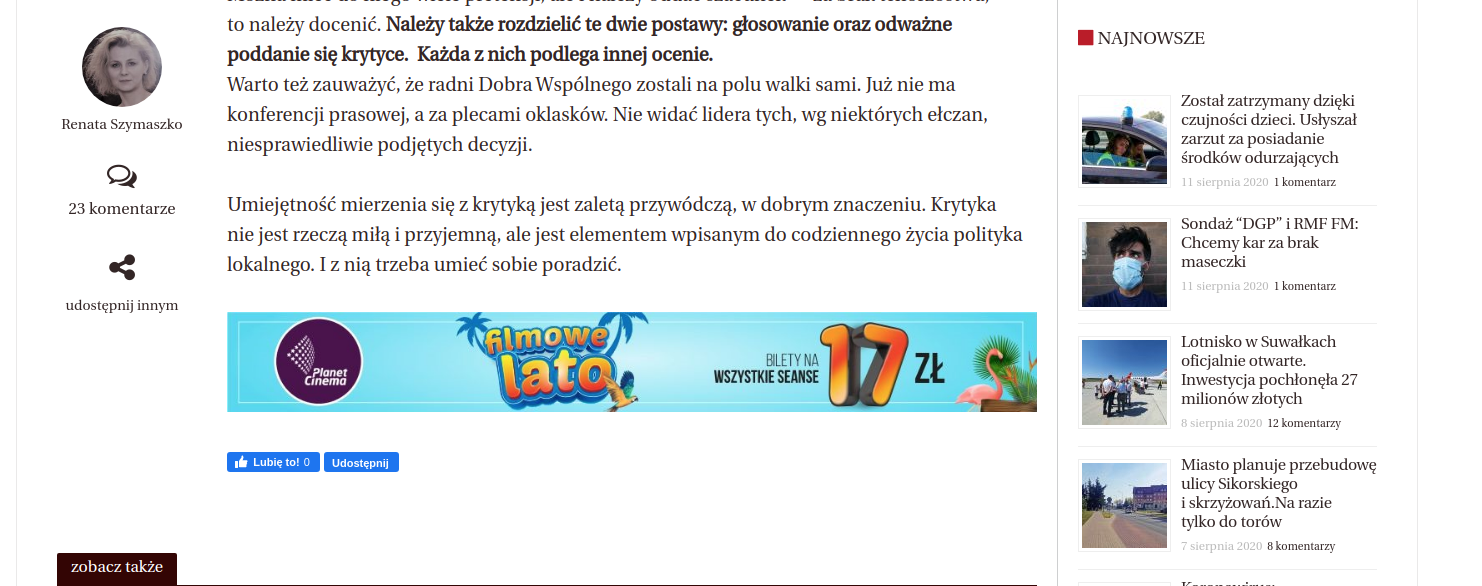 to należy docenić. Należy także rozdzielić te dwie postawy: głosowanie oraz odważne
poddanie się krytyce.  Każda z nich podlega innej ocenie.
Warto też zauważyć, że radni Dobra Wspólnego zostali na polu walki sami. Już nie ma
konferencji prasowej, a za plecami oklasków. Nie widać lidera tych, wg niektórych ełczan,
niesprawiedliwie podjętych decyzji.
Umiejętność mierzenia się z krytyką jest zaletą przywódczą, w dobrym znaczeniu. Krytyka
nie jest rzeczą miłą i przyjemną, ale jest elementem wpisanym do codziennego życia polityka
lokalnego. I z nią trzeba umieć sobie poradzić.
Renata Szymaszko
23 komentarze
udostępnij innym
Planet
Cinema
filmowe
lato
BILETY NA
WSZYSTKIE SEANSE
17 ZŁ
Lubię to! 0
Udostępnij
zobacz także
NAJNOWSZE
Został zatrzymany dzięki
czujności dzieci. Usłyszał
zarzut za posiadanie
środków odurzających
11 sierpnia 2020 1 komentarz
Sondaż “DGP” i RMF FM:
Chcemy kar za brak
maseczki
11 sierpnia 2020 1 komentarz
Lotnisko w Suwałkach
oficjalnie otwarte.
Inwestycja pochłonęła 27
milionów złotych
8 sierpnia 2020 12 komentarzy
Miasto planuje przebudowę
ulicy Sikorskiego
i skrzyżowań.Na razie
tylko do torów
7 sierpnia 2020 8 komentarzy